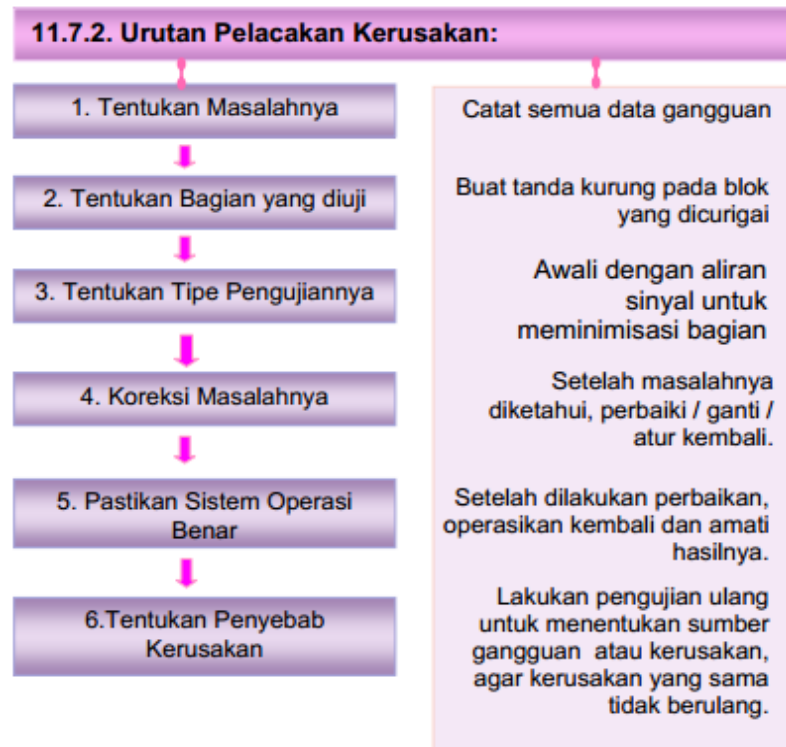 11.7.2. Urutan Pelacakan Kerusakan:
1. Tentukan Masalahnya
Catat semua data gangguan
2. Tentukan Bagian yang diuji
Buat tanda kurung pada blok
yang dicurigai
3. Tentukan Tipe Pengujiannya
Awali dengan aliran
sinyal untuk
meminimisasi bagian
4. Koreksi Masalahnya
Setelah masalahnya
diketahui, perbaiki / ganti /
atur kembali.
5. Pastikan Sistem Operasi
Benar
Setelah dilakukan perbaikan,
operasikan kembali dan amati
hasilnya.
6.Tentukan Penyebab
Kerusakan
Lakukan pengujian ulang
untuk menentukan sumber
gangguan atau kerusakan,
agar kerusakan yang sama
tidak berulang.